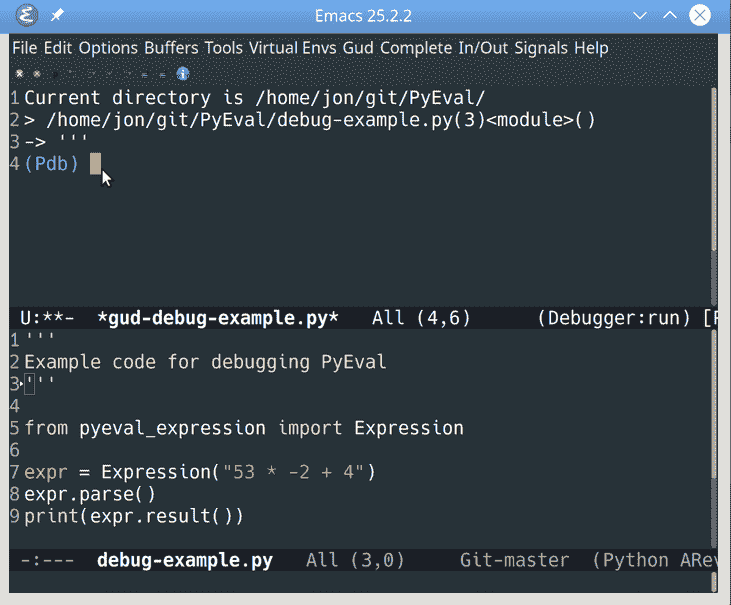 Emacs 25.2.2
File Edit Options Buffers Tools Virtual Envs Gud Complete In/Out Signals Help
1 Current directory is /home/jon/git/PyEval/
2 > /home/jon/git/PyEval/debug-example.py(3)<module>()
3 -> '''
4 (Pdb)
U:**- *gud-debug-example.py* All (4,6) (Debugger:run) [
1 '''
2 Example code for debugging PyEval
3 '''
4
5 from pyeval_expression import Expression
6
7 expr = Expression("53 * -2 + 4")
8 expr.parse()
9 print(expr.result())
-:--- debug-example.py All (3,0) Git-master (Python ARev